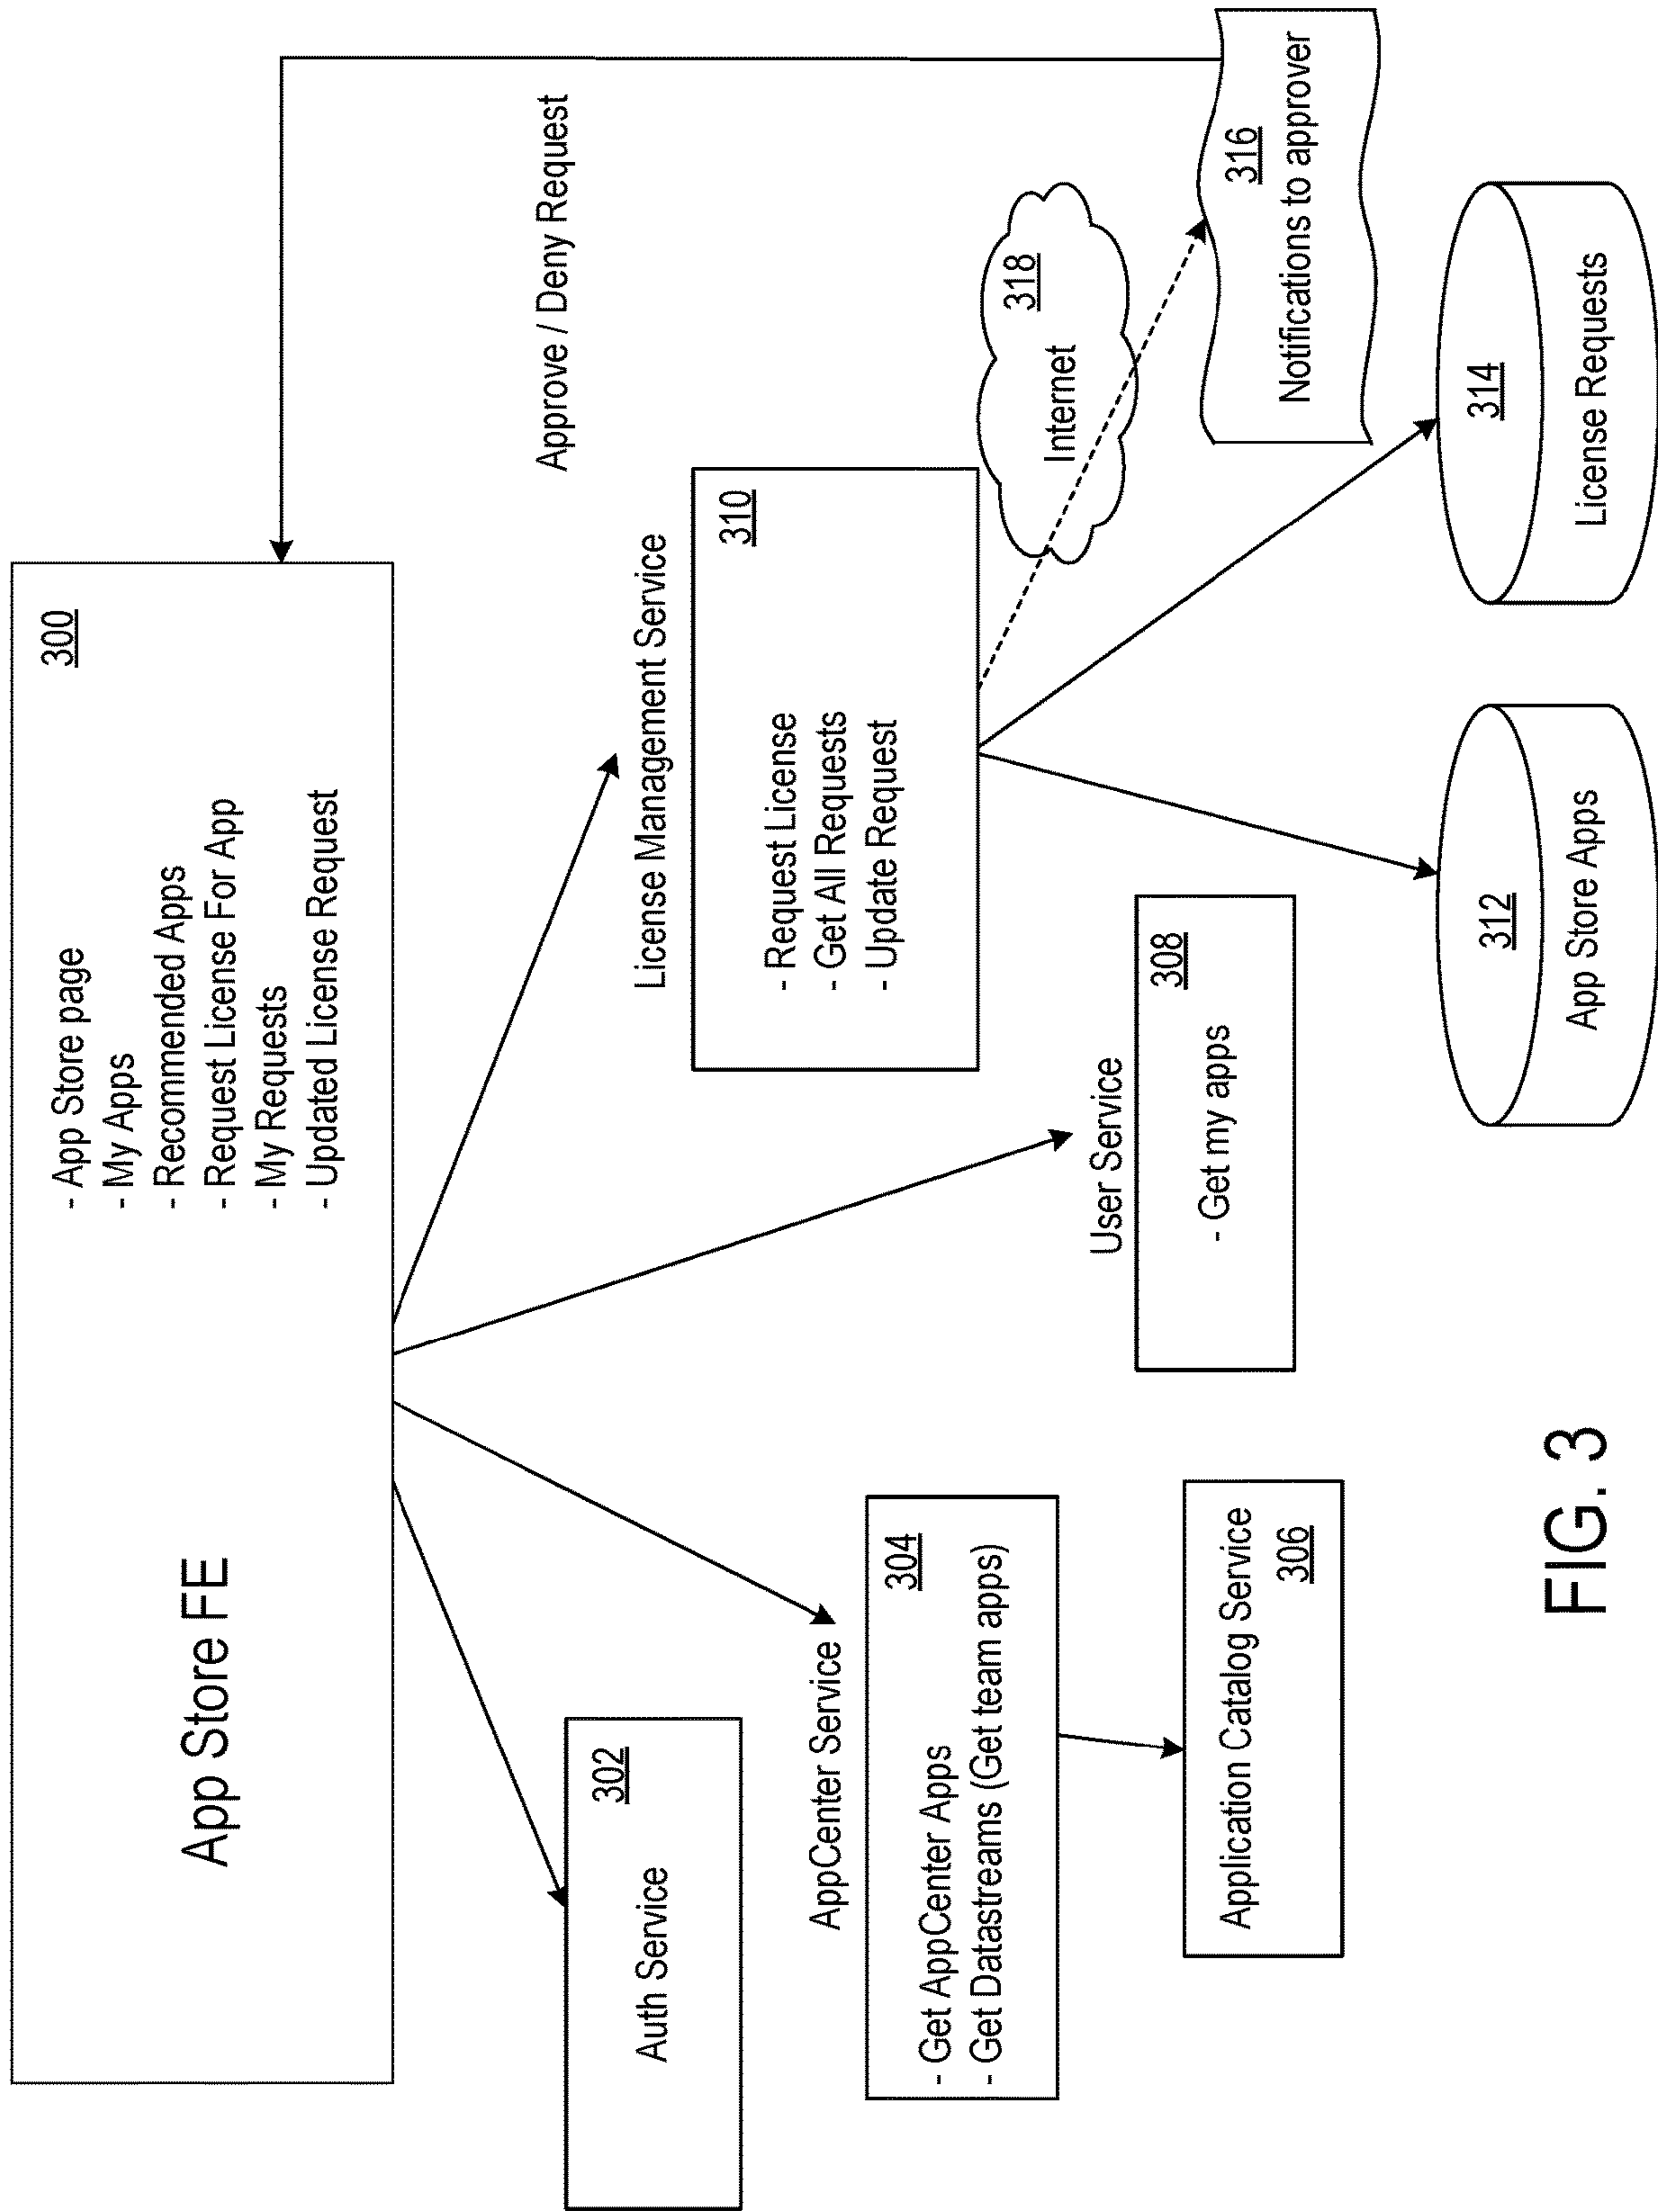 App Store FE
300
- App Store page
- My Apps
- Recommended Apps
- Request License For App
- My Requests
- Updated License Request
Approve / Deny Request
Auth Service
302
AppCenter Service
304
- Get AppCenter Apps
- Get Datastreams (Get team apps)
Application Catalog Service
306
User Service
308
- Get my apps
License Management Service
310
- Request License
- Get All Requests
- Update Request
318
Internet
316
Notifications to approver
312
App Store Apps
314
License Requests
FIG. 3